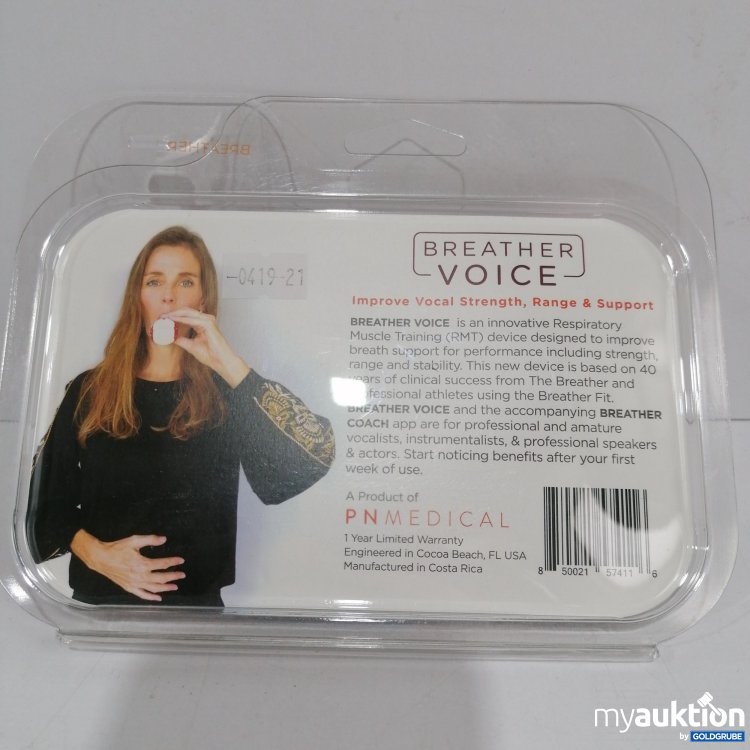 BREATHER
-0419-21
BREATHER
VOICE
Improve Vocal Strength, Range & Support
BREATHER VOICE is an innovative Respiratory
Muscle Training (RMT) device designed to improve
breath support for performance including strength,
range and stability. This new device is based on 40
years of clinical success from The Breather and
professional athletes using the Breather Fit.
BREATHER VOICE and the accompanying BREATHER
COACH app are for professional and amature
vocalists, instrumentalists, & professional speakers
& actors. Start noticing benefits after your first
week of use.
A Product of
PNMEDICAL
1 Year Limited Warranty
Engineered in Cocoa Beach, FL USA
Manufactured in Costa Rica
8 50021 57411 6
myauktion
by GOLDGRUBE